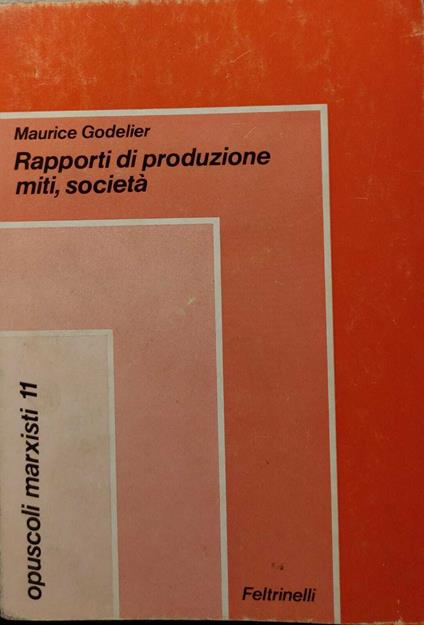 Maurice Godelier
Rapporti di produzione
miti, società
opuscoli marxisti 11
Feltrinelli